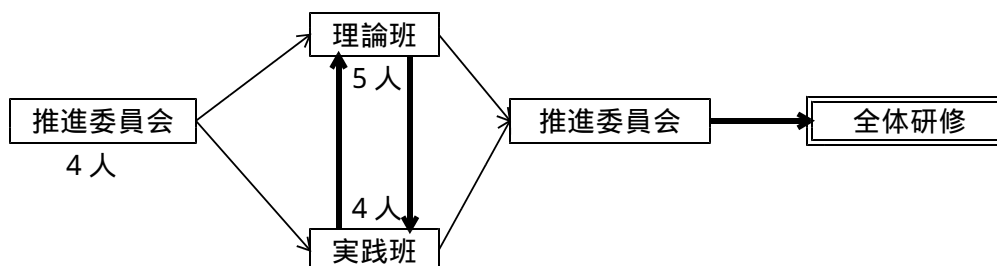 理論班
5人
推進委員会
4人
推進委員会
全体研修
4人
実践班